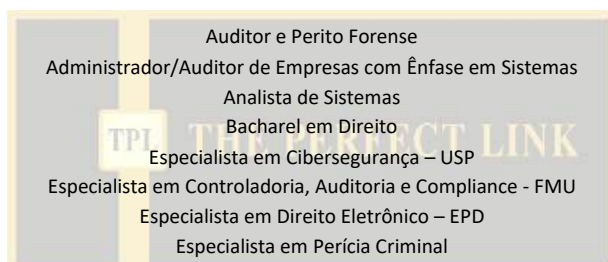 Auditor e Perito Forense
Administrador/Auditor de Empresas com Ênfase em Sistemas
Analista de Sistemas
Bacharel em Direito
TPL THE PERFECT LINK
Especialista em Cibersegurança – USP
Especialista em Controladoria, Auditoria e Compliance - FMU
Especialista em Direito Eletrônico – EPD
Especialista em Perícia Criminal